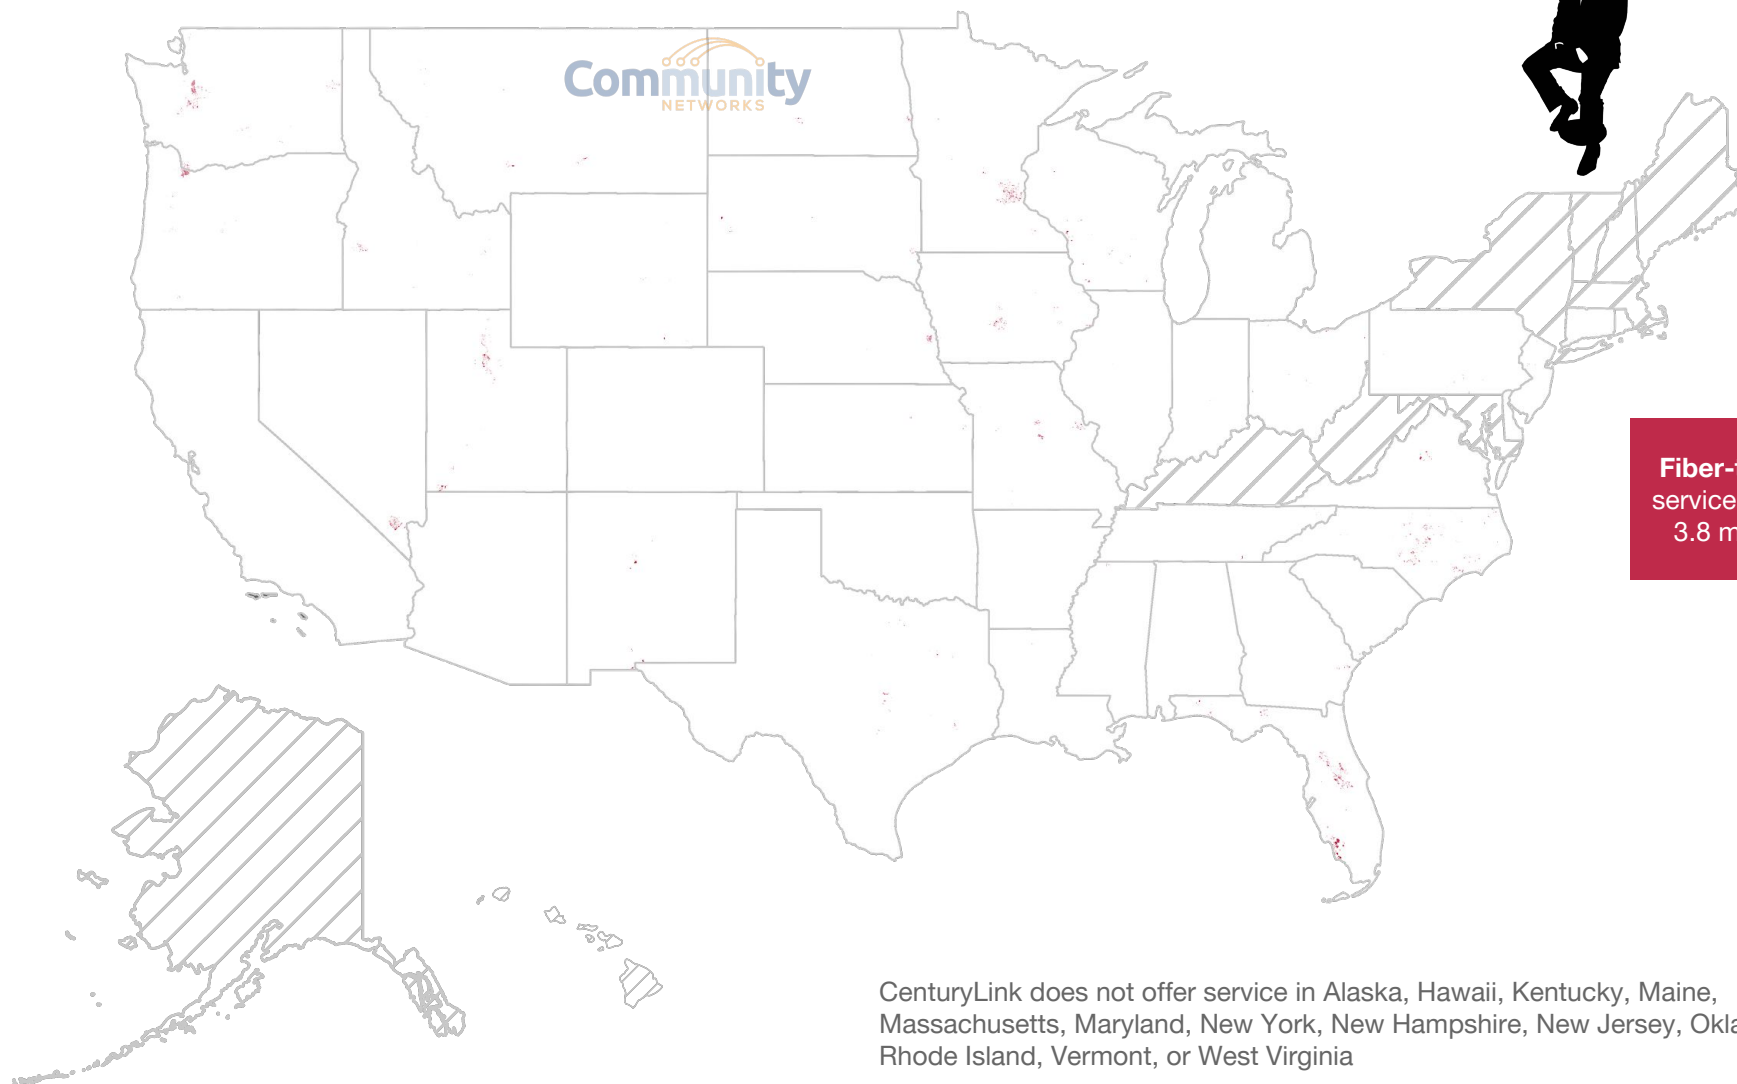 Community
NETWORKS
Fiber-
service
3.8 m
CenturyLink does not offer service in Alaska, Hawaii, Kentucky, Maine,
Massachusetts, Maryland, New York, New Hampshire, New Jersey, Okla
Rhode Island, Vermont, or West Virginia